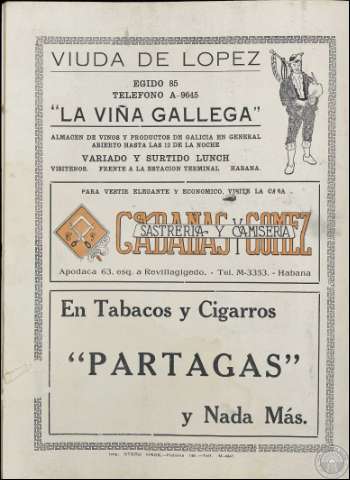 VIUDA DE LOPEZ
EGIDO 85
TELEFONO A-9645
"LA VIÑA GALLEGA"
ALMACEN DE VINOS Y PRODUCTOS DE GALICIA EN GENERAL
ABIERTO HASTA LAS 12 DE LA NOCHE
VARIADO Y SURTIDO LUNCH
VISITENOS. FRENTE A LA ESTACION TERMINAL HABANA.
PARA VESTIR ELEGANTE Y ECONOMICO, VISITE LA CASA
CABANAS Y GOMEZ
SASTRERIA Y CAMISERIA
Apodaca 63, esq. a Revillagigedo. - Tel. M-3353. - Habana
En Tabacos y Cigarros
"PARTAGAS"
y Nada Más.